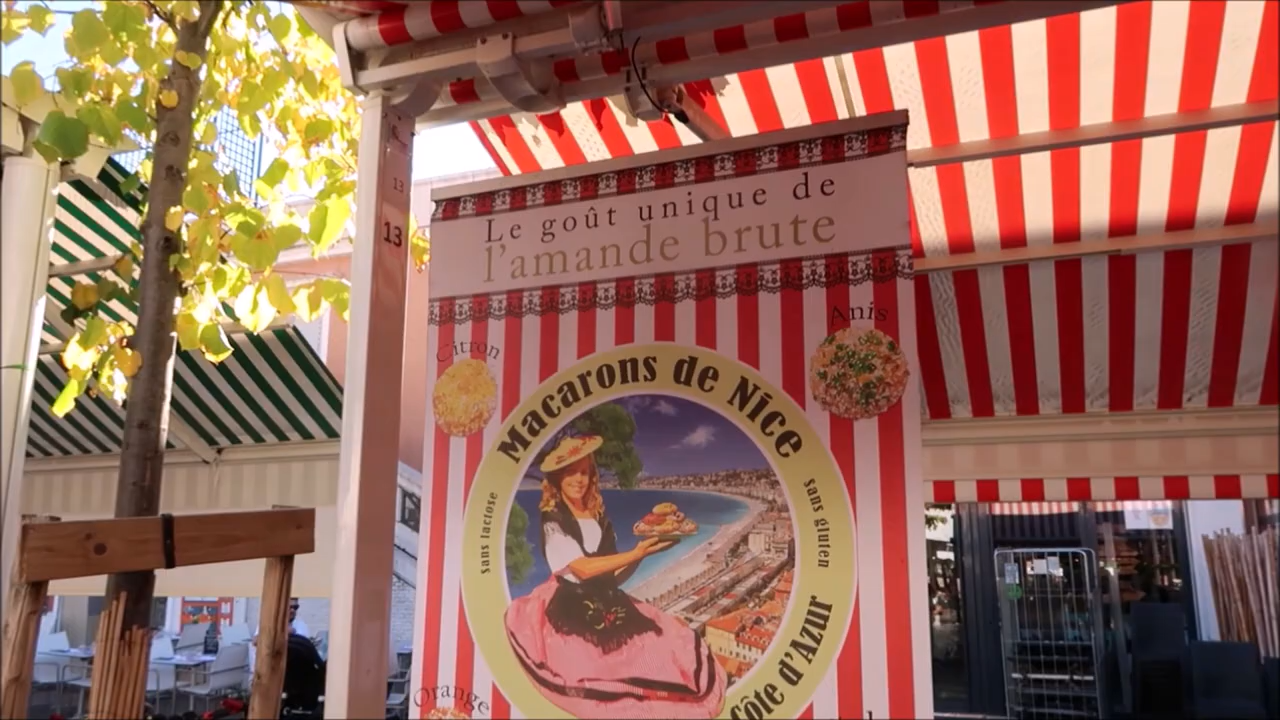 13
13
Le goût unique de
l'amande brute
Anis
Citron
Macarons de Nice
sans lactose
sans gluten
Côte d'Azur
Orange